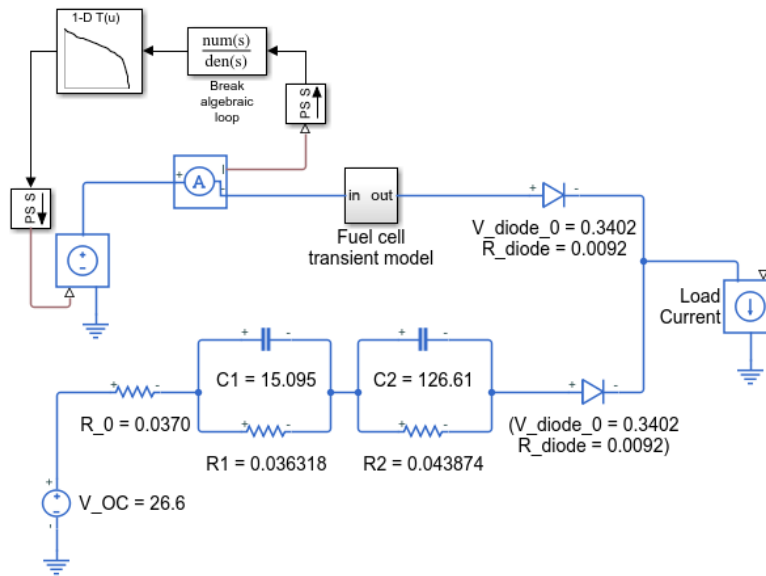 1-D T(u)
num(s)
den(s)
Break
algebraic
loop
PS S
PS S
+
A
I
-
in out
Fuel cell
transient model
+
-
V_diode_0 = 0.3402
R_diode = 0.0092
+
-
Load
Current
+
-
C1 = 15.095
+
-
C2 = 126.61
+
-
R_0 = 0.0370
+
-
R1 = 0.036318
+
-
R2 = 0.043874
+
-
(V_diode_0 = 0.3402
R_diode = 0.0092)
+
-
+
-
V_OC = 26.6